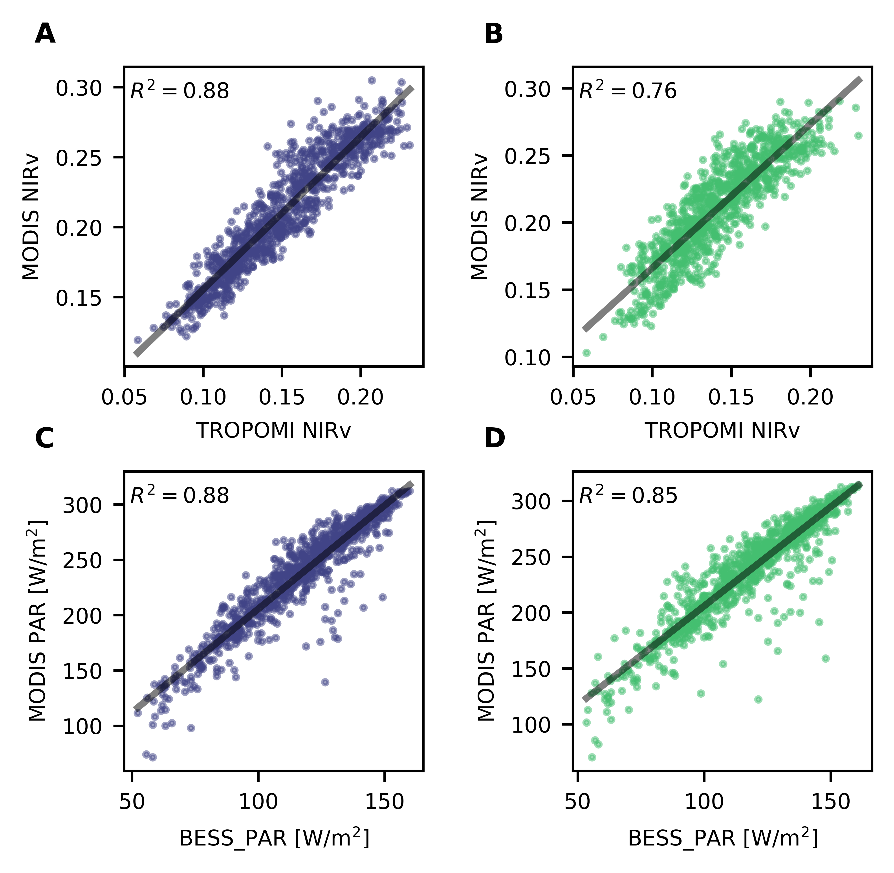 A
R² = 0.88
0.30
0.25
0.20
0.15
MODIS NIRv
0.05 0.10 0.15 0.20
TROPOMI NIRv
B
R² = 0.76
0.30
0.25
0.20
0.15
0.10
MODIS NIRv
0.05 0.10 0.15 0.20
TROPOMI NIRv
C
R² = 0.88
300
250
200
150
100
MODIS PAR [W/m²]
50 100 150
BESS_PAR [W/m²]
D
R² = 0.85
300
250
200
150
100
MODIS PAR [W/m²]
50 100 150
BESS_PAR [W/m²]